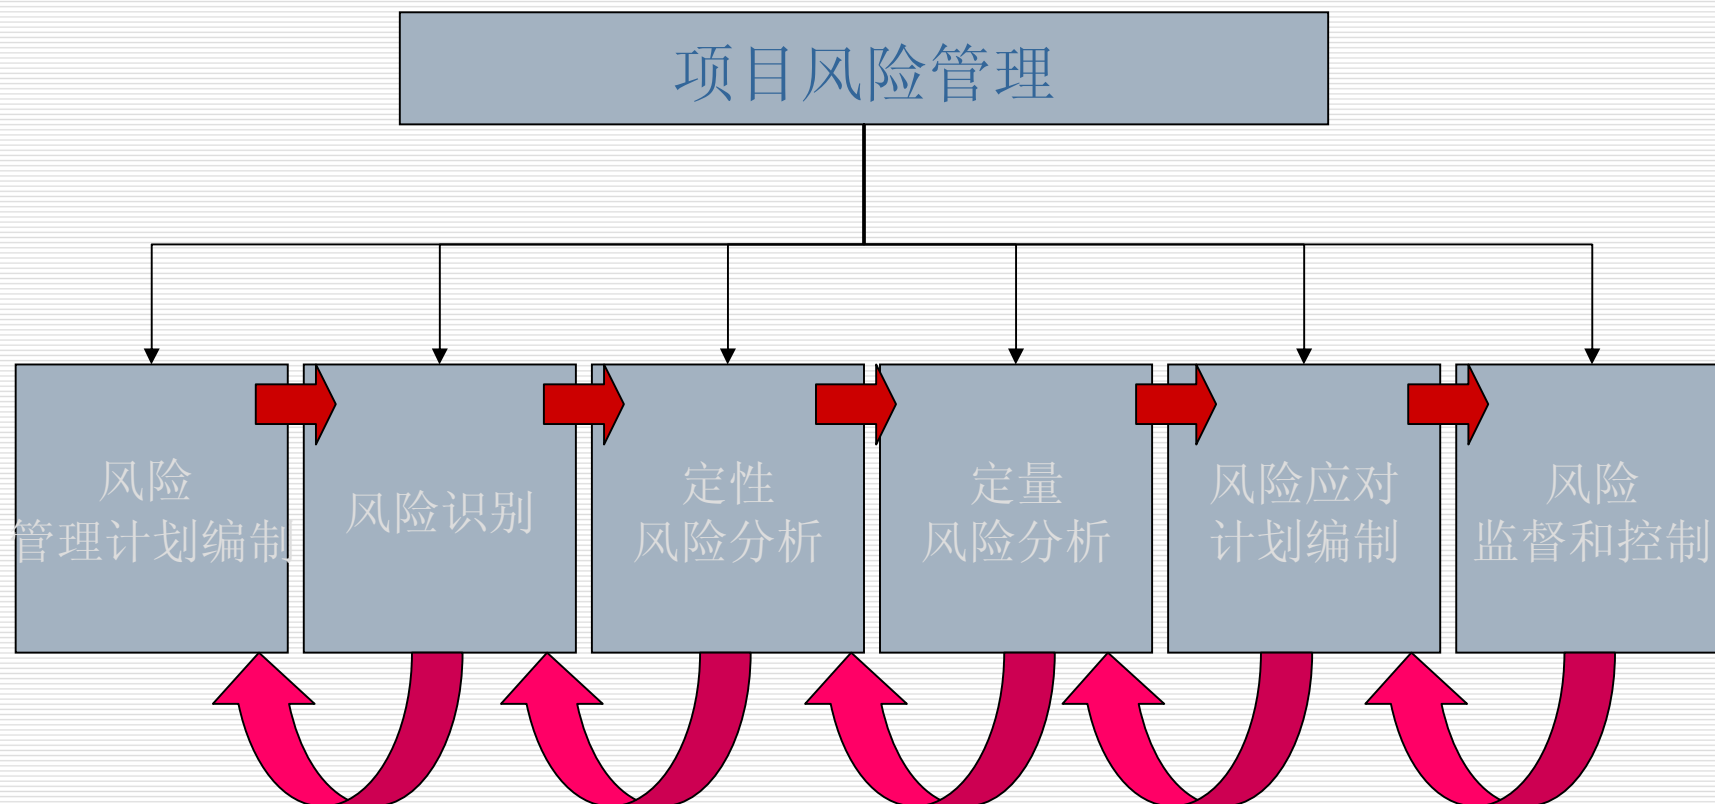 项目风险管理
风险
管理计划编制
风险识别
定性
风险分析
定量
风险分析
风险应对
计划编制
风险
监督和控制